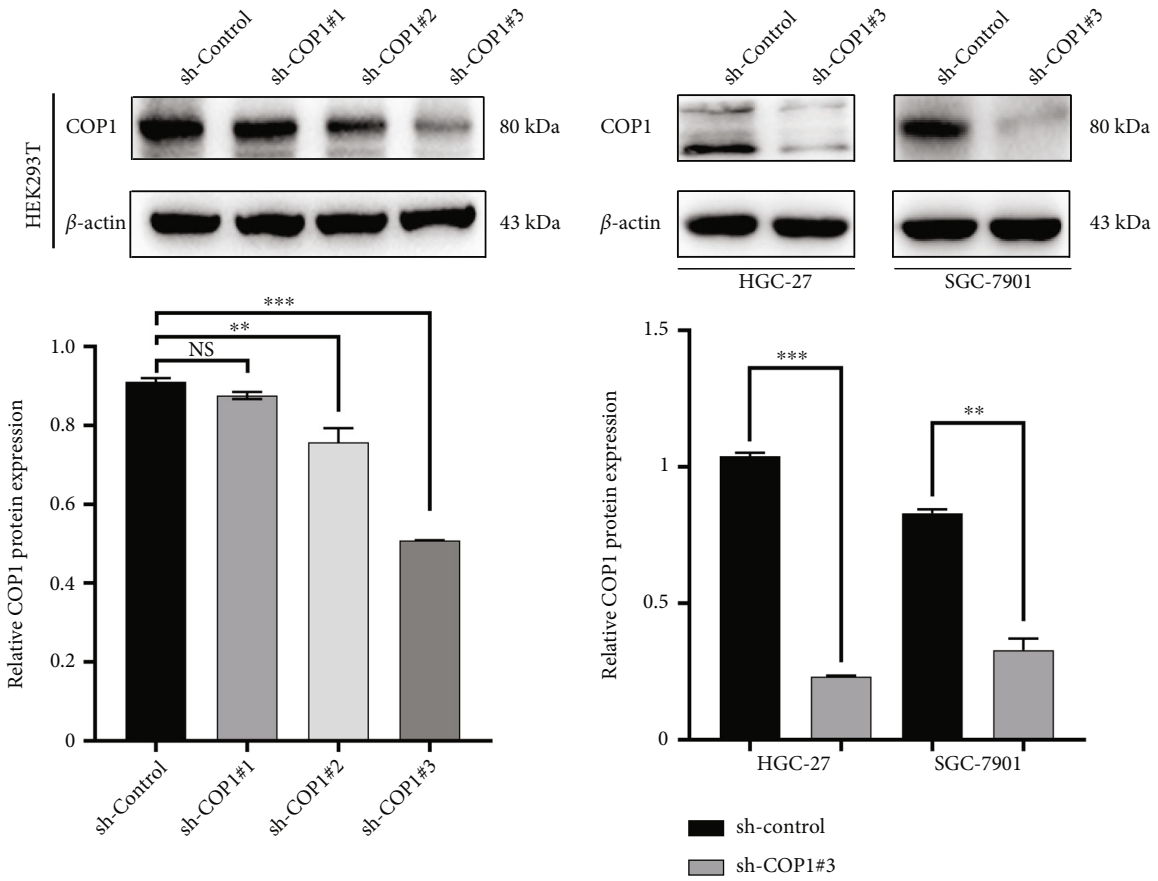 sh-Control
sh-COP1#1
sh-COP1#2
sh-COP1#3
HEK293T
COP1
80 kDa
β-actin
43 kDa
sh-Control
sh-COP1#3
sh-Control
sh-COP1#3
COP1
80 kDa
β-actin
43 kDa
HGC-27
SGC-7901
Relative COP1 protein expression
1.0
0.8
0.6
0.4
0.2
0
***
**
NS
sh-Control
sh-COP1#1
sh-COP1#2
sh-COP1#3
Relative COP1 protein expression
1.5
1
0.5
0
***
**
HGC-27
SGC-7901
sh-control
sh-COP1#3